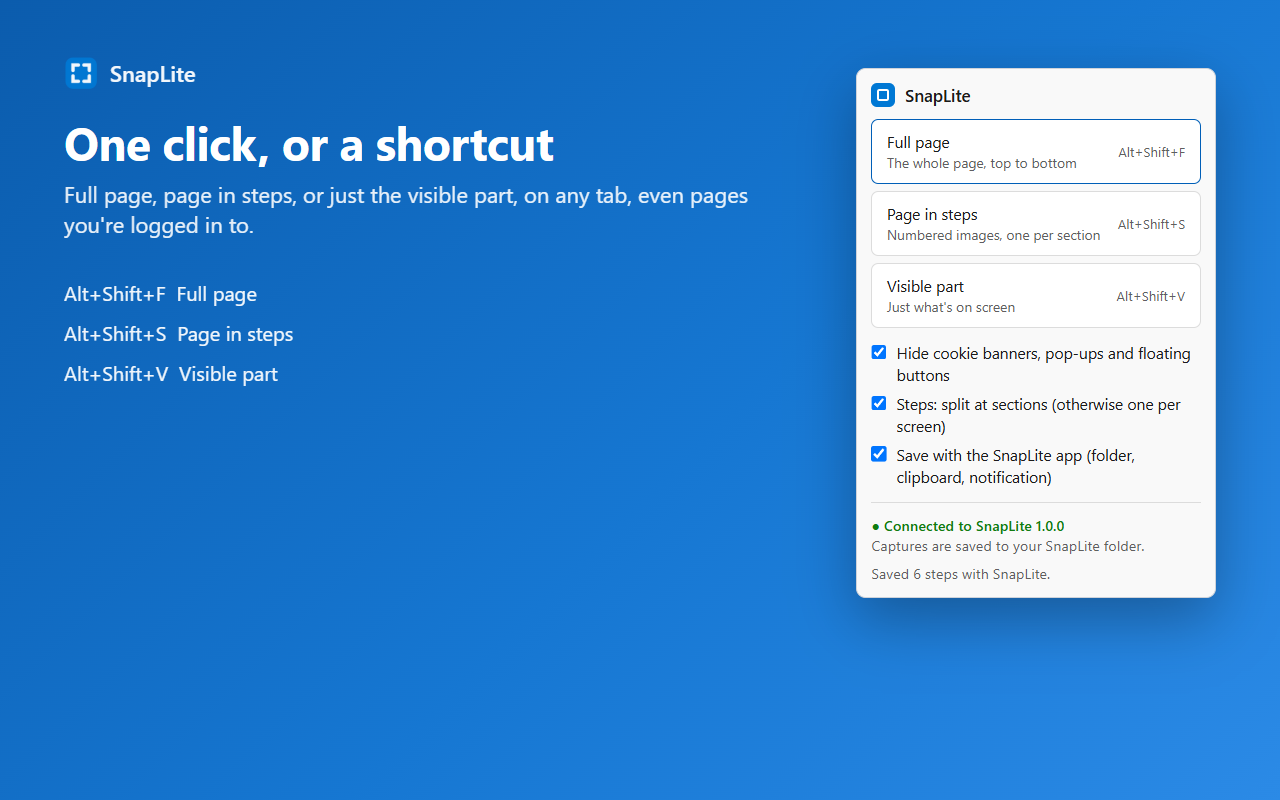 SnapLite
One click, or a shortcut
Full page, page in steps, or just the visible part, on any tab, even pages
you're logged in to.
Alt+Shift+F Full page
Alt+Shift+S Page in steps
Alt+Shift+V Visible part
SnapLite
Full page
The whole page, top to bottom
Alt+Shift+F
Page in steps
Numbered images, one per section
Alt+Shift+S
Visible part
Just what's on screen
Alt+Shift+V
Hide cookie banners, pop-ups and floating
buttons
Steps: split at sections (otherwise one per
screen)
Save with the SnapLite app (folder,
clipboard, notification)
● Connected to SnapLite 1.0.0
Captures are saved to your SnapLite folder.
Saved 6 steps with SnapLite.